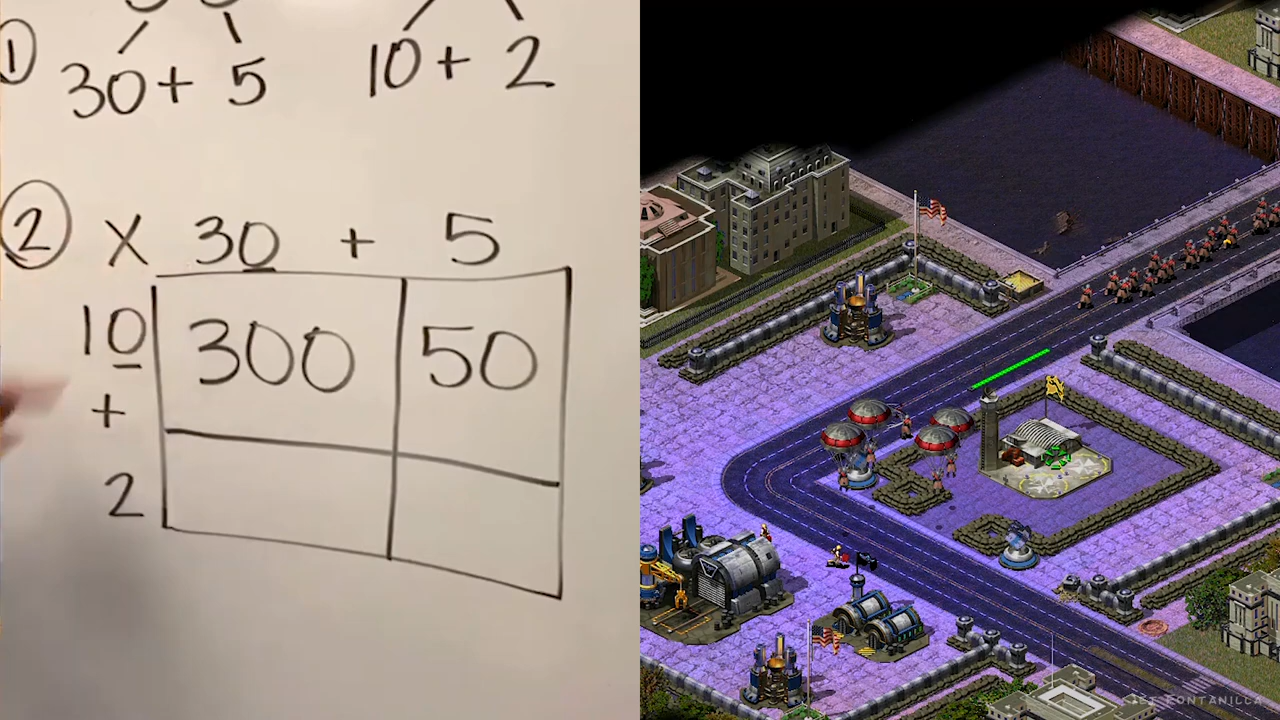 ① 30 + 5 10 + 2
② X 30 + 5
10 300 50
+
2